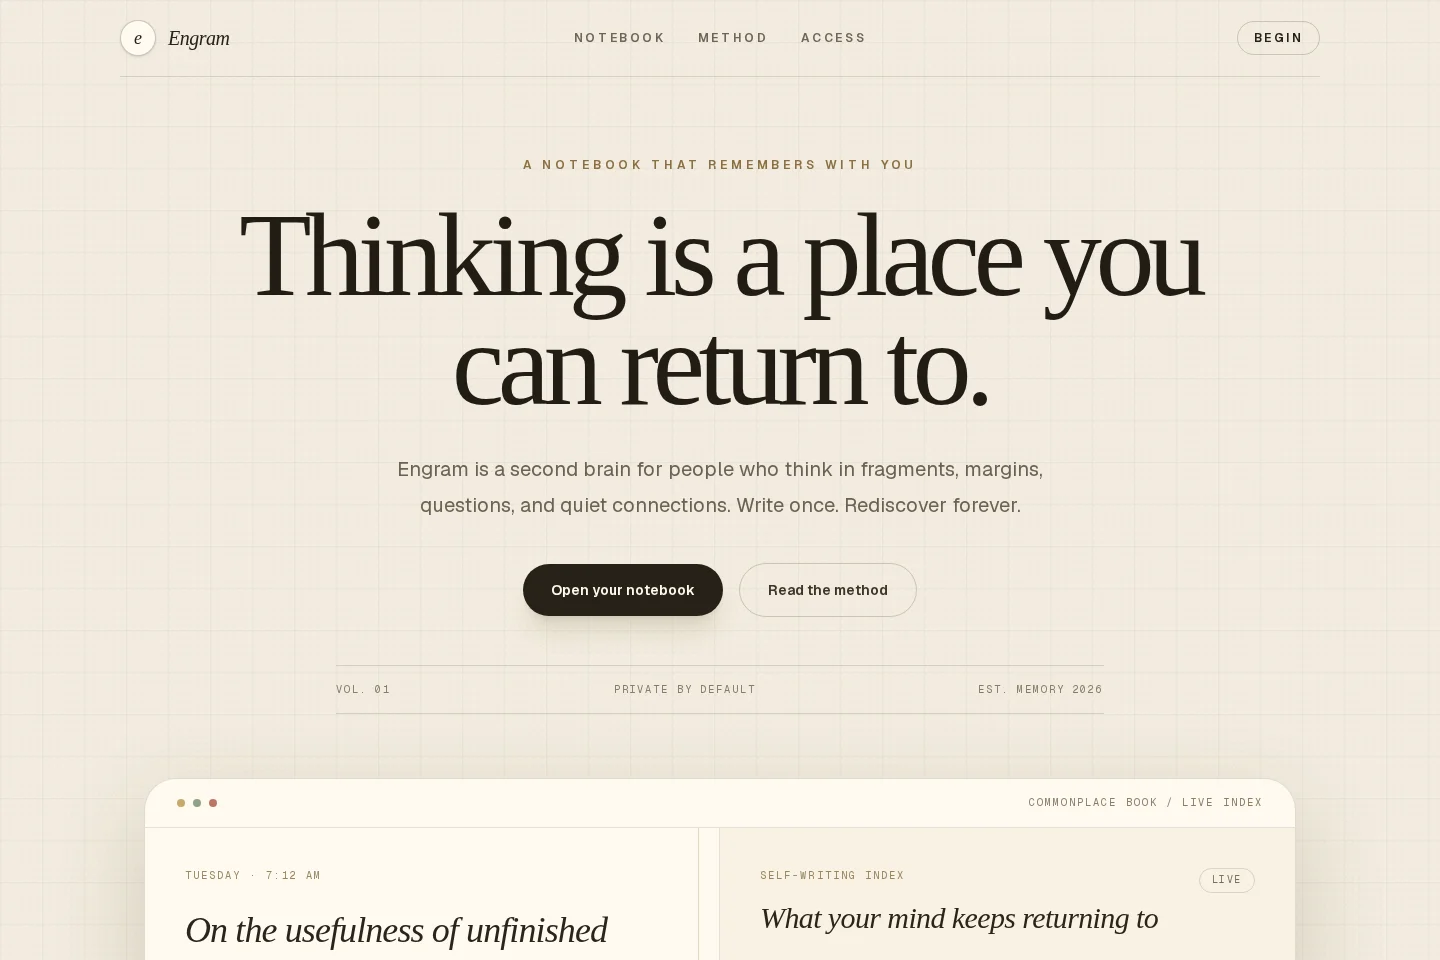 e
Engram
NOTEBOOK
METHOD
ACCESS
BEGIN
A NOTEBOOK THAT REMEMBERS WITH YOU
Thinking is a place you
can return to.
Engram is a second brain for people who think in fragments, margins,
questions, and quiet connections. Write once. Rediscover forever.
Open your notebook
Read the method
VOL. 01
PRIVATE BY DEFAULT
EST. MEMORY 2026
COMMONPLACE BOOK / LIVE INDEX
TUESDAY · 7:12 AM
On the usefulness of unfinished
SELF-WRITING INDEX
LIVE
What your mind keeps returning to